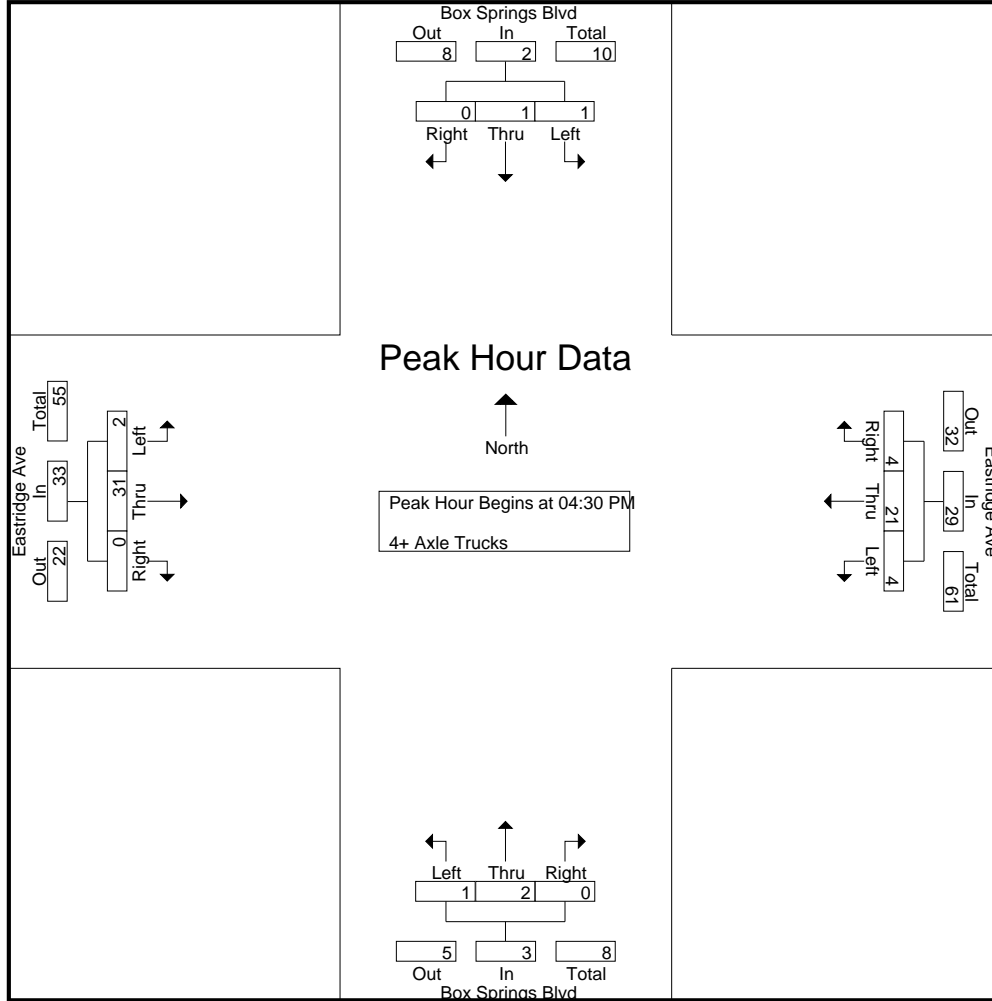 Box Springs Blvd
Out In Total
8 2 10
0 1 1
Right Thru Left
Peak Hour Data
North
Peak Hour Begins at 04:30 PM
4+ Axle Trucks
Eastridge Ave
Out In Total
22 33 55
0 31 2
Right Thru Left
Eastridge Ave
Out In Total
32 29 61
4 21 4
Right Thru Left
Left Thru Right
1 2 0
5 3 8
Out In Total
Box Springs Blvd